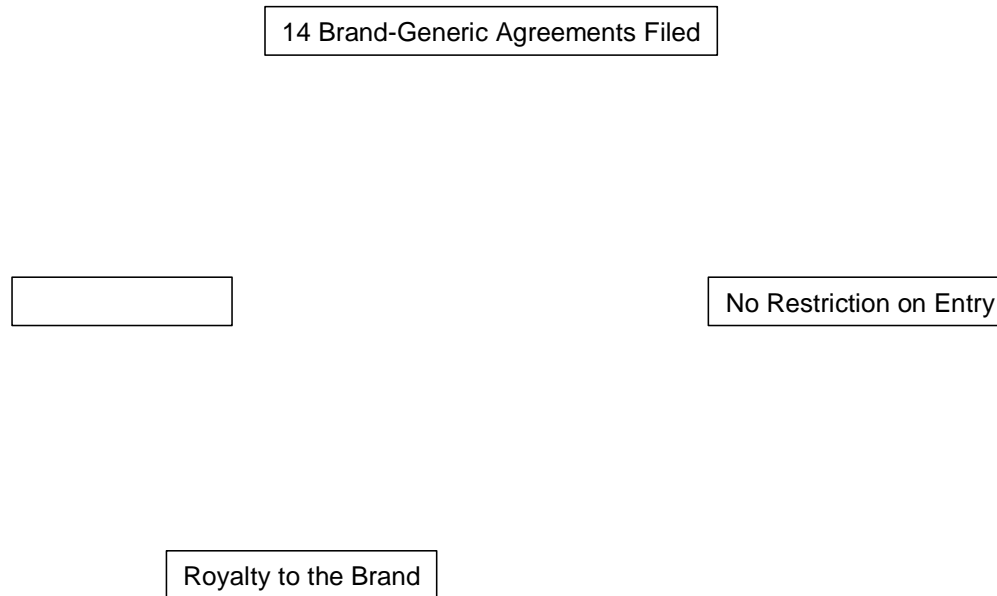 14 Brand-Generic Agreements Filed
No Restriction on Entry
Royalty to the Brand